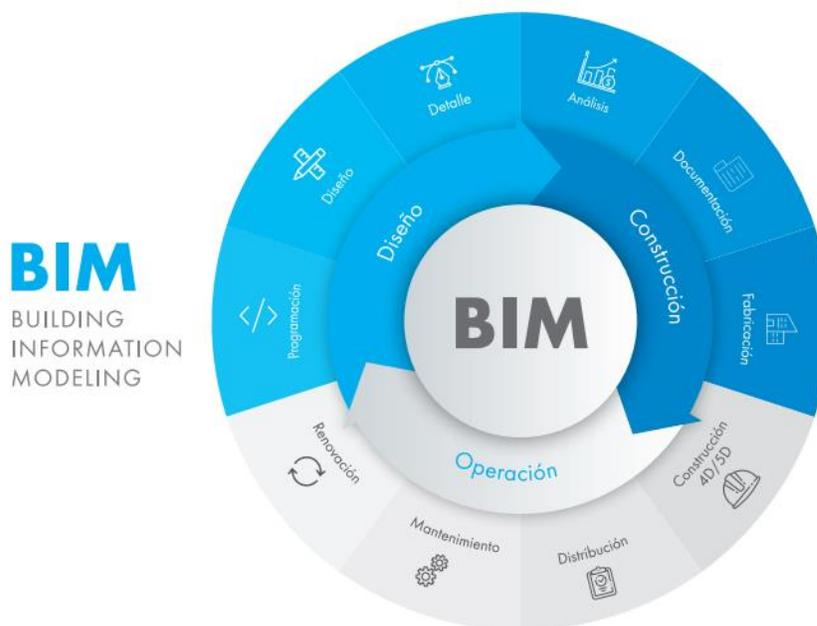 BIM
BUILDING
INFORMATION
MODELING
BIM
Diseño
Construcción
Operación
Programación
Diseño
Detalle
Análisis
Documentación
Fabricación
Construcción
4D/5D
Distribución
Mantenimiento
Renovación